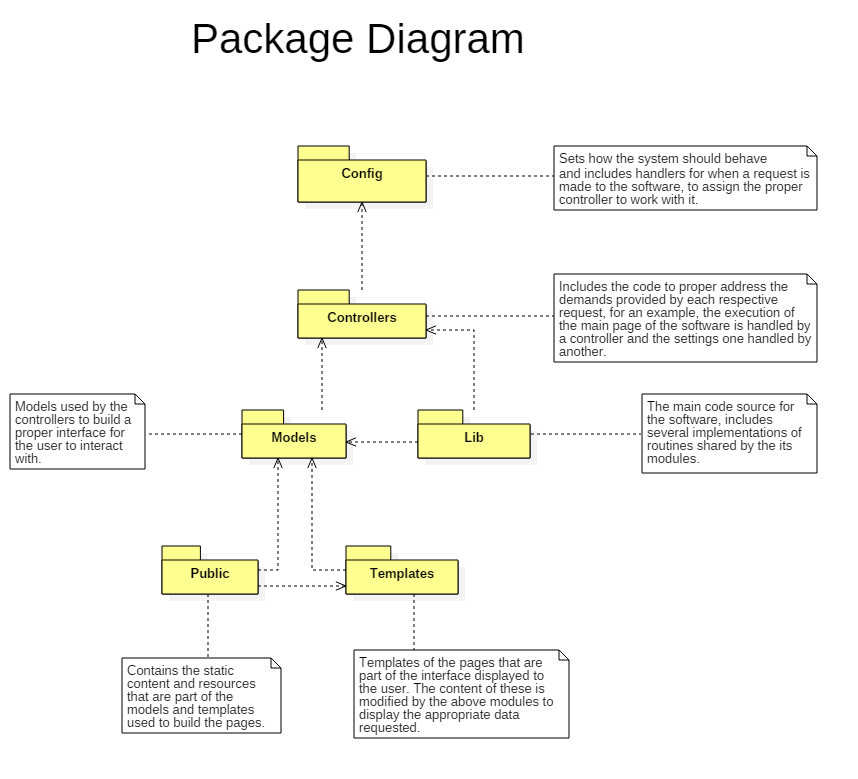 Package Diagram
Config
Sets how the system should behave
and includes handlers for when a request is
made to the software, to assign the proper
controller to work with it.
Controllers
Includes the code to proper address the
demands provided by each respective
request, for an example, the execution of
the main page of the software is handled by
a controller and the settings one handled by
another.
Models used by the
controllers to build a
proper interface for
the user to interact
with.
Models
Lib
The main code source for
the software, includes
several implementations of
routines shared by the its
modules.
Public
Templates
Contains the static
content and resources
that are part of the
models and templates
used to build the pages.
Templates of the pages that are
part of the interface displayed to
the user. The content of these is
modified by the above modules to
display the appropriate data
requested.